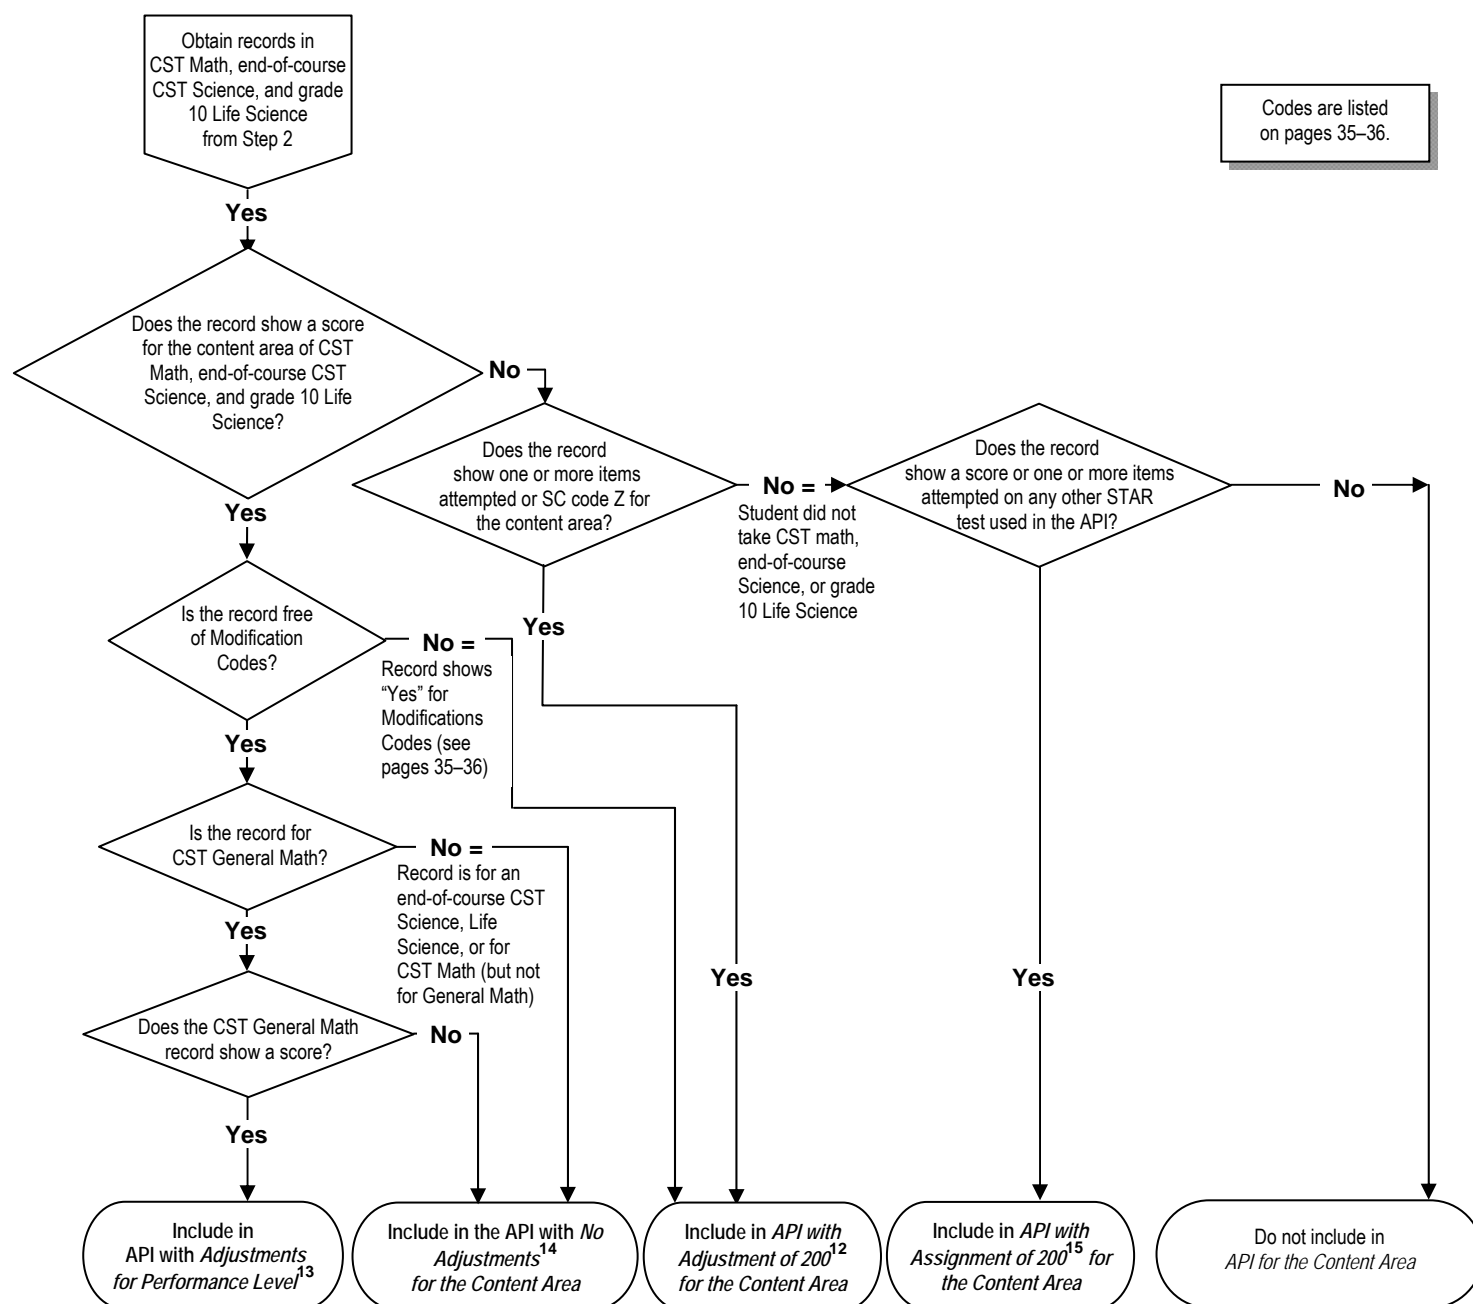 Obtain records in
CST Math, end-of-course
CST Science, and grade
10 Life Science
from Step 2
Codes are listed
on pages 35–36.
Yes
Does the record show a score
for the content area of CST
Math, end-of-course CST
Science, and grade 10 Life
Science?
No
Does the record
show one or more items
attempted or SC code Z for
the content area?
No =
Student did not
take CST math,
end-of-course
Science, or grade
10 Life Science
Does the record
show a score or one or more items
attempted on any other STAR
test used in the API?
No
Yes
Is the record free
of Modification
Codes?
No =
Record shows
“Yes” for
Modifications
Codes (see
pages 35–36)
Yes
Yes
Is the record for
CST General Math?
No =
Record is for an
end-of-course CST
Science, Life
Science, or for
CST Math (but not
for General Math)
Yes
Yes
Yes
Does the CST General Math
record show a score?
No
Yes
Include in
API with Adjustments
for Performance Level13
Include in the API with No
Adjustments14
for the Content Area
Include in API with
Adjustment of 20012
for the Content Area
Include in API with
Assignment of 20015 for
the Content Area
Do not include in
API for the Content Area